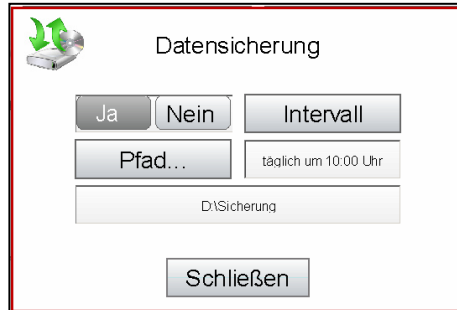 Datensicherung
Ja Nein Intervall
Pfad... täglich um 10:00 Uhr
D:\Sicherung
Schließen